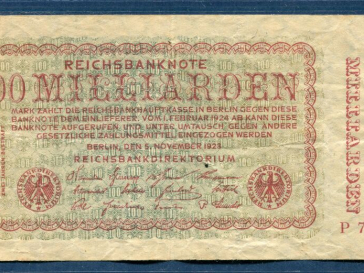 REICHSBANKNOTE
00 MILLIARDEN
MARK ZAHLT DIE REICHSBANKHAUPTKASSE IN BERLIN GEGEN DIESE
BANKNOTE DEM EINLIEFERER. VOM 1. FEBRUAR 1924 AB KANN DIESE
BANKNOTE AUFGERUFEN UND UNTER UMTAUSCH GEGEN ANDERE
GESETZLICHE ZAHLUNGSMITTEL EINGEZOGEN WERDEN
BERLIN, DEN 5. NOVEMBER 1923
REICHSBANKDIREKTORIUM
MILLIARDEN
P 7